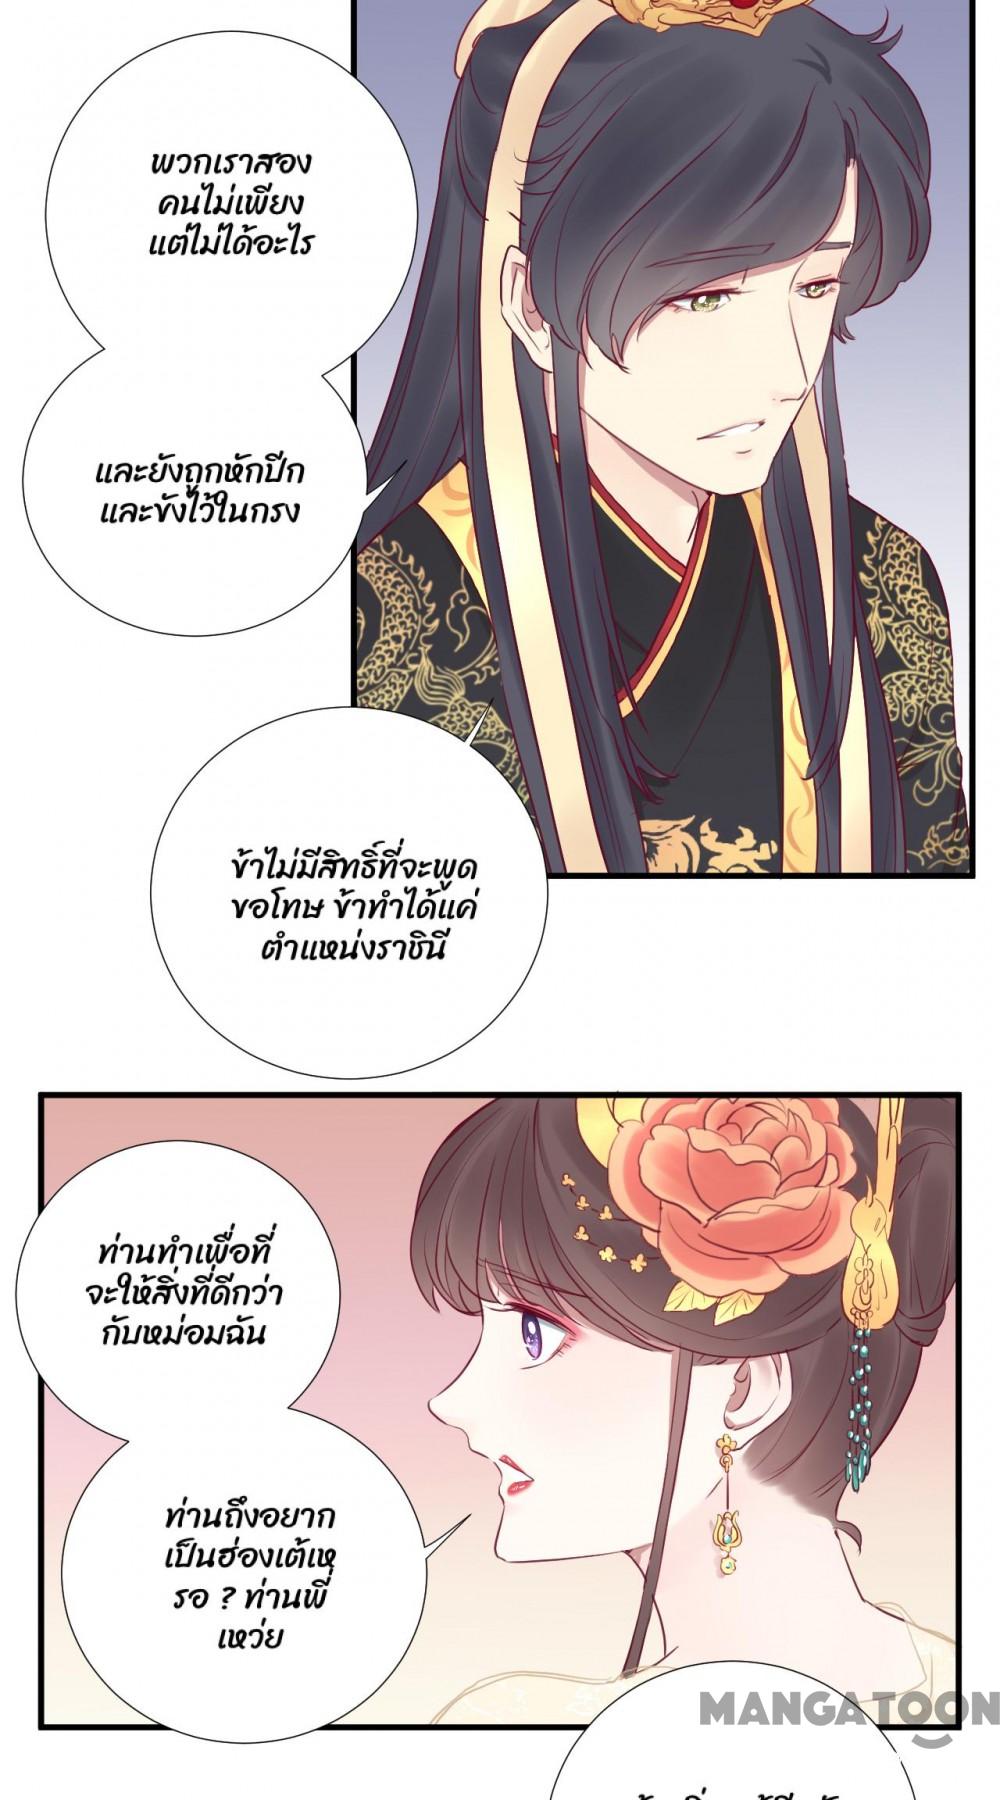 พวกเราสอง
คนไม่เพียง
แต่ไม่ได้อะไร
และยังถูกหักปีก
และขังไว้ในกรง
ข้าไม่มีสิทธิ์ที่จะพูด
ขอโทษ ข้าทำได้แค่
ตำแหน่งราชินี
ท่านทำเพื่อที่
จะให้สิ่งที่ดีกว่า
กับหม่อมฉัน
ท่านถึงอยาก
เป็นฮ่องเต้เห
รอ ? ท่านพี่
เหว่ย
MANGATOON